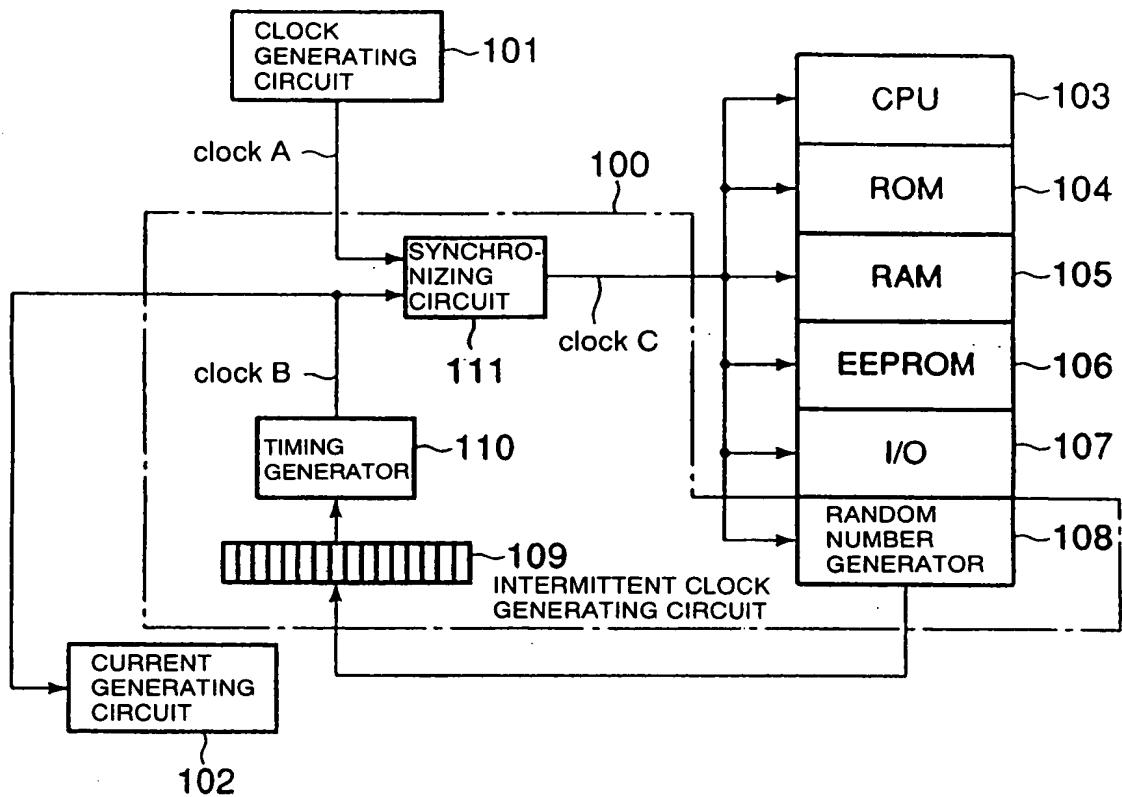 CLOCK
GENERATING
CIRCUIT
101
clock A
100
CPU
103
ROM
104
SYNCHRO-
NIZING
CIRCUIT
111
RAM
105
clock C
clock B
EEPROM
106
TIMING
GENERATOR
110
I/O
107
RANDOM
NUMBER
GENERATOR
108
109
INTERMITTENT CLOCK
GENERATING CIRCUIT
CURRENT
GENERATING
CIRCUIT
102